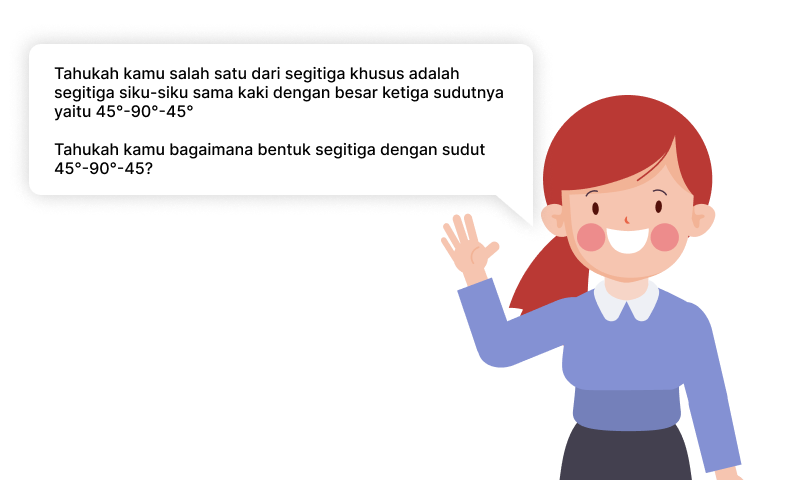 Tahukah kamu salah satu dari segitiga khusus adalah
segitiga siku-siku sama kaki dengan besar ketiga sudutnya
yaitu 45°-90°-45°
Tahukah kamu bagaimana bentuk segitiga dengan sudut
45°-90°-45?